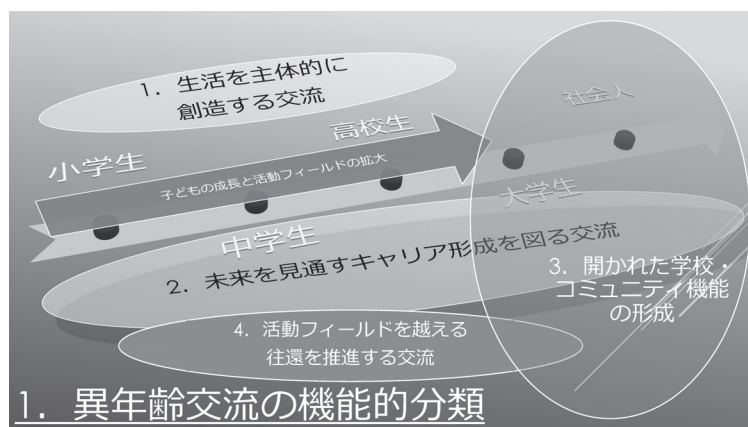 1．生活を主体的に
創造する交流
社会人
高校生
小学生
子どもの成長と活動フィールドの拡大
大学生
中学生
2．未来を見通すキャリア形成を図る交流
3．開かれた学校・
コミュニティ機能
の形成
4．活動フィールドを越える
往還を推進する交流
1．異年齢交流の機能的分類